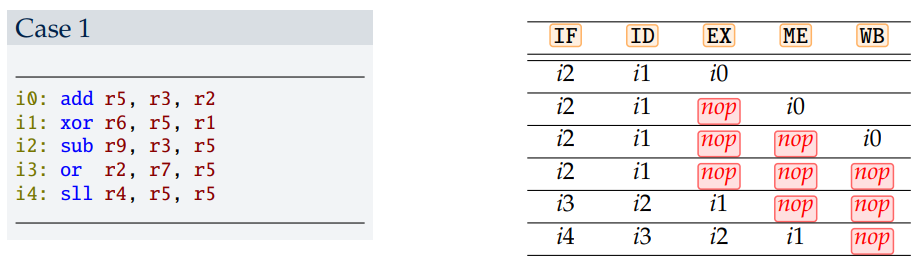 Case 1
i0: add r5, r3, r2
i1: xor r6, r5, r1
i2: sub r9, r3, r5
i3: or r2, r7, r5
i4: sll r4, r5, r5
IF ID EX ME WB
i2 i1 i0
i2 i1 nop i0
i2 i1 nop nop i0
i2 i1 nop nop nop
i3 i2 i1 nop nop
i4 i3 i2 i1 nop